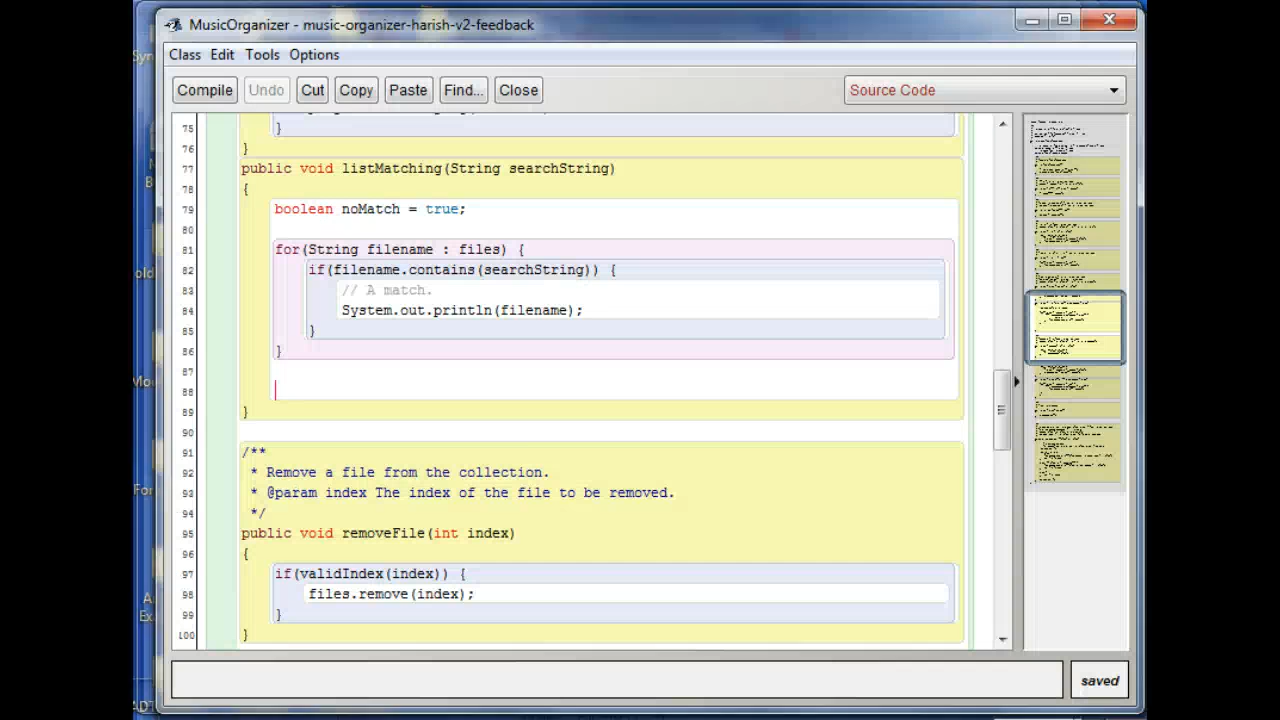 MusicOrganizer - music-organizer-harish-v2-feedback
Class Edit Tools Options
Compile Undo Cut Copy Paste Find... Close Source Code
75 }
76 }
77 public void listMatching(String searchString)
78 {
79 boolean noMatch = true;
80
81 for(String filename : files) {
82 if(filename.contains(searchString)) {
83 // A match.
84 System.out.println(filename);
85 }
86 }
87
88
89 }
90
91 /**
92 * Remove a file from the collection.
93 * @param index The index of the file to be removed.
94 */
95 public void removeFile(int index)
96 {
97 if(validIndex(index)) {
98 files.remove(index);
99 }
100 }
saved